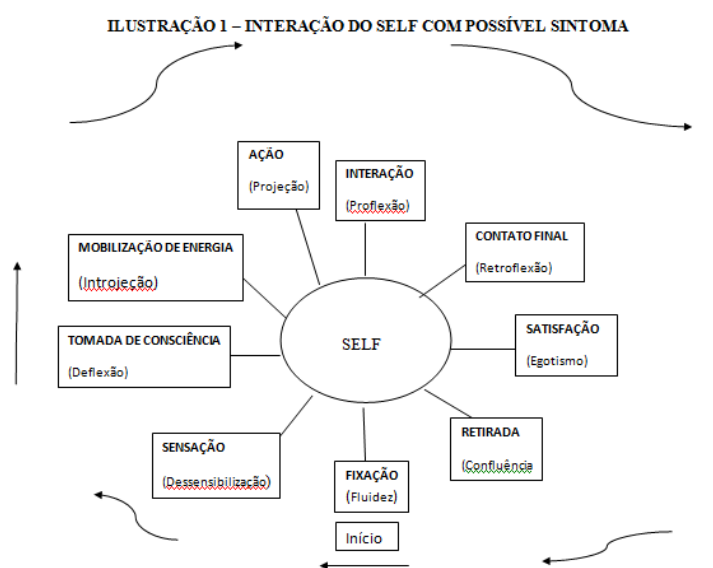 ILUSTRAÇÃO 1 – INTERAÇÃO DO SELF COM POSSÍVEL SINTOMA
AÇÃO
(Projeção)
INTERAÇÃO
(Proflexão)
CONTATO FINAL
(Retroflexão)
MOBILIZAÇÃO DE ENERGIA
(Introjeção)
SATISFAÇÃO
(Egotismo)
TOMADA DE CONSCIÊNCIA
(Deflexão)
SELF
RETIRADA
(Confluência
SENSAÇÃO
(Dessensibilização)
FIXAÇÃO
(Fluidez)
Início